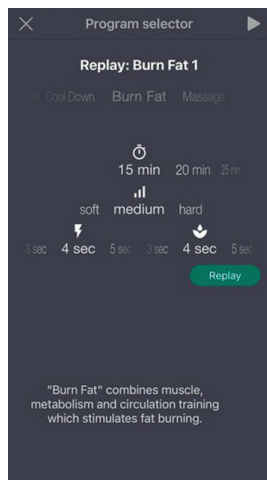 Program selector
Replay: Burn Fat 1
Cool Down Burn Fat Massage
15 min 20 min 25 min
soft medium hard
3 sec 4 sec 5 sec 3 sec 4 sec 5 sec
Replay
"Burn Fat" combines muscle,
metabolism and circulation training
which stimulates fat burning.